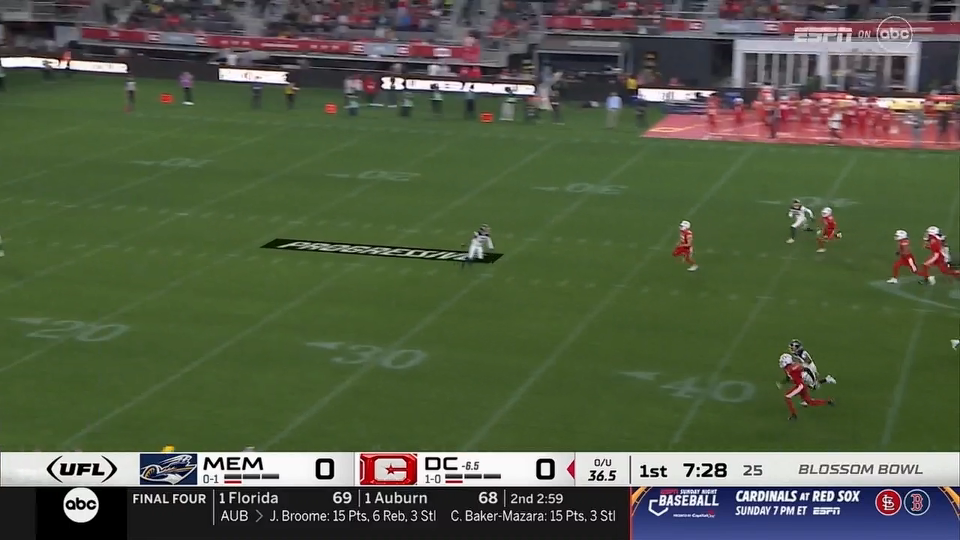 ESPN ON abc
PROGRESSIVE
20
30
40
UFL
MEM 0
0-1
DC -6.5 0
1-0
O/U
36.5
1st 7:28 25 BLOSSOM BOWL
abc
FINAL FOUR 1 Florida 69 1 Auburn 68 2nd 2:59
AUB > J. Broome: 15 Pts, 6 Reb, 3 Stl C. Baker-Mazara: 15 Pts, 3 Stl
ESPN SUNDAY NIGHT
BASEBALL
CARDINALS AT RED SOX
SUNDAY 7 PM ET ESPN